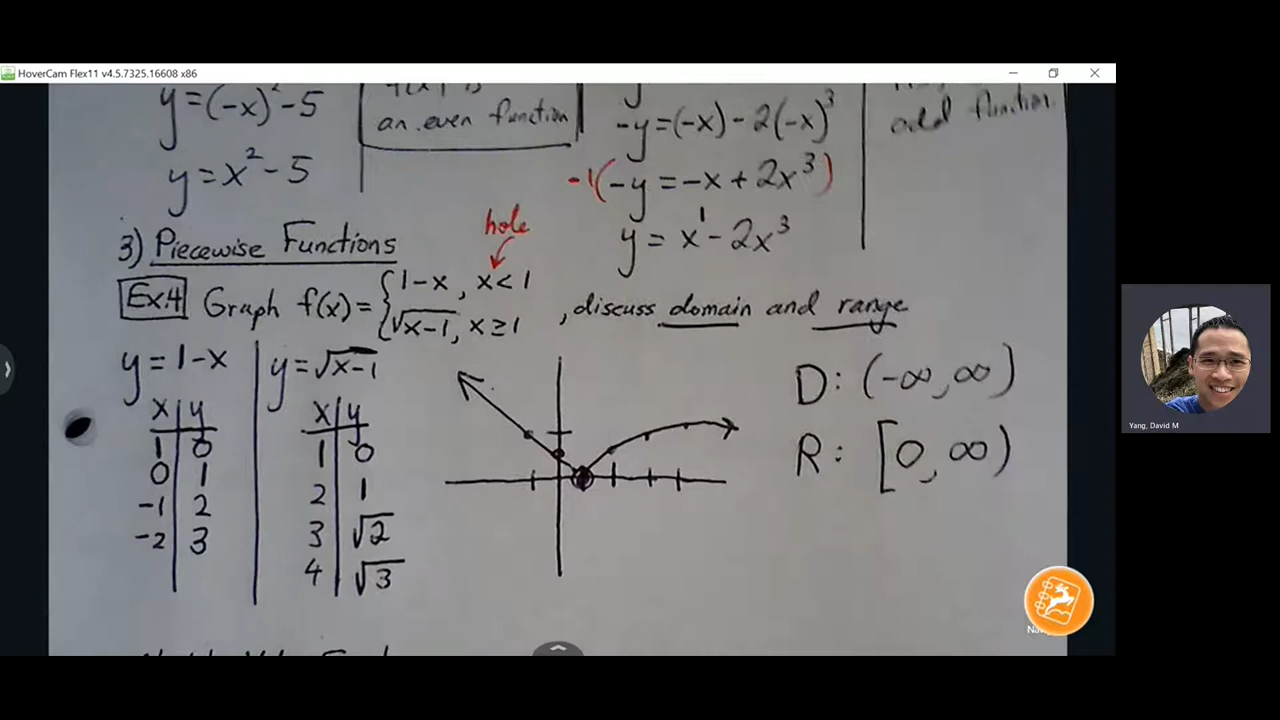 HoverCam Flex11 v4.5.7325.16608 x86
y=(-x)²-5
an even function
y=x²-5
-y=(-x)-2(-x)³
-1(-y=-x+2x³)
y=x¹-2x³
odd function
3) Piecewise Functions
hole
Ex.4 Graph f(x)={1-x, x<1
√x-1, x≥1
, discuss domain and range
y=1-x
x y
1 0
0 1
-1 2
-2 3
y=√x-1
x y
1 0
2 1
3 √2
4 √3
D: (-∞,∞)
R: [0,∞)
Yang, David M